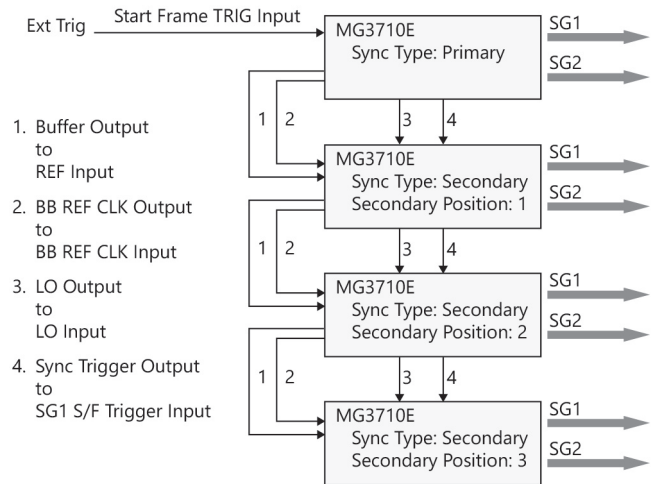 Ext Trig
Start Frame TRIG Input
MG3710E
Sync Type: Primary
SG1
SG2
1
2
3
4
1. Buffer Output
to
REF Input
2. BB REF CLK Output
to
BB REF CLK Input
3. LO Output
to
LO Input
4. Sync Trigger Output
to
SG1 S/F Trigger Input
MG3710E
Sync Type: Secondary
Secondary Position: 1
SG1
SG2
1
2
3
4
MG3710E
Sync Type: Secondary
Secondary Position: 2
SG1
SG2
1
2
3
4
MG3710E
Sync Type: Secondary
Secondary Position: 3
SG1
SG2